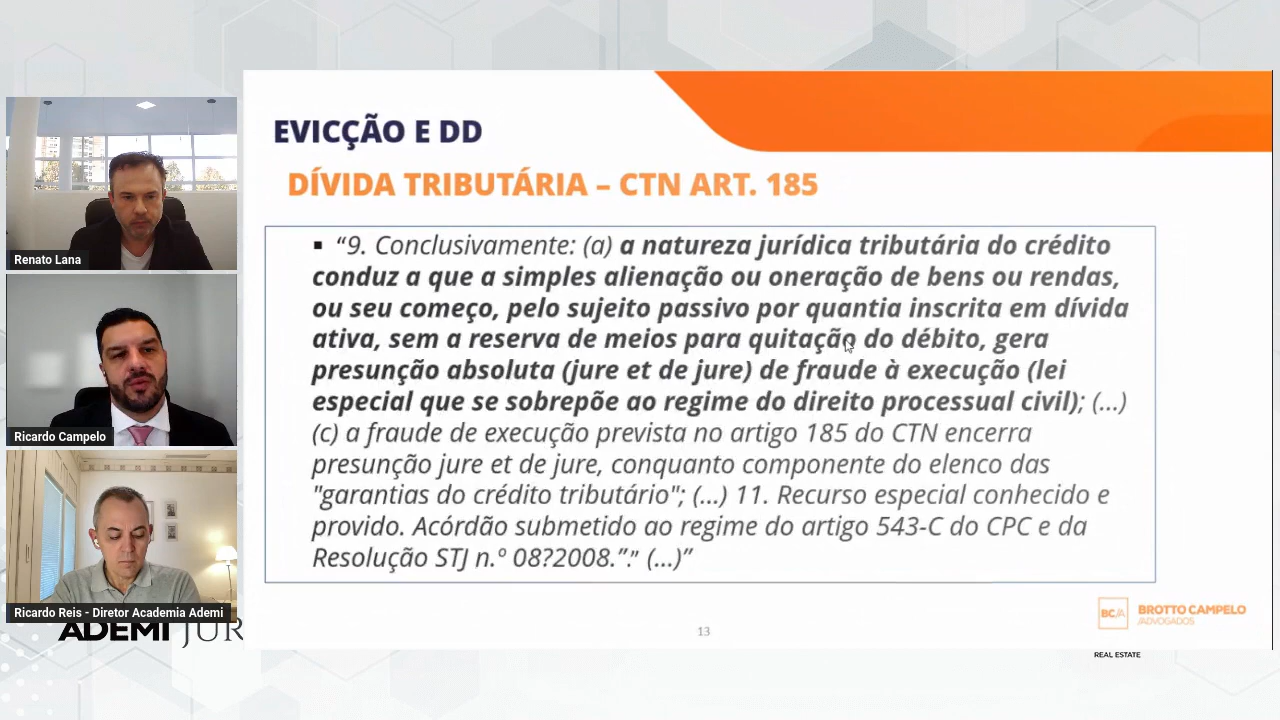 EVICÇÃO E DD
DÍVIDA TRIBUTÁRIA – CTN ART. 185
▪ “9. Conclusivamente: (a) a natureza jurídica tributária do crédito
conduz a que a simples alienação ou oneração de bens ou rendas,
ou seu começo, pelo sujeito passivo por quantia inscrita em dívida
ativa, sem a reserva de meios para quitação do débito, gera
presunção absoluta (jure et de jure) de fraude à execução (lei
especial que se sobrepõe ao regime do direito processual civil); (...)
(c) a fraude de execução prevista no artigo 185 do CTN encerra
presunção jure et de jure, conquanto componente do elenco das
"garantias do crédito tributário"; (...) 11. Recurso especial conhecido e
provido. Acórdão submetido ao regime do artigo 543-C do CPC e da
Resolução STJ n.º 08?2008.”.” (...)”
13
BC/A
BROTTO CAMPELO
/ADVOGADOS
REAL ESTATE
Renato Lana
Ricardo Campelo
Ricardo Reis - Diretor Academia Ademi
ADEMI JUR